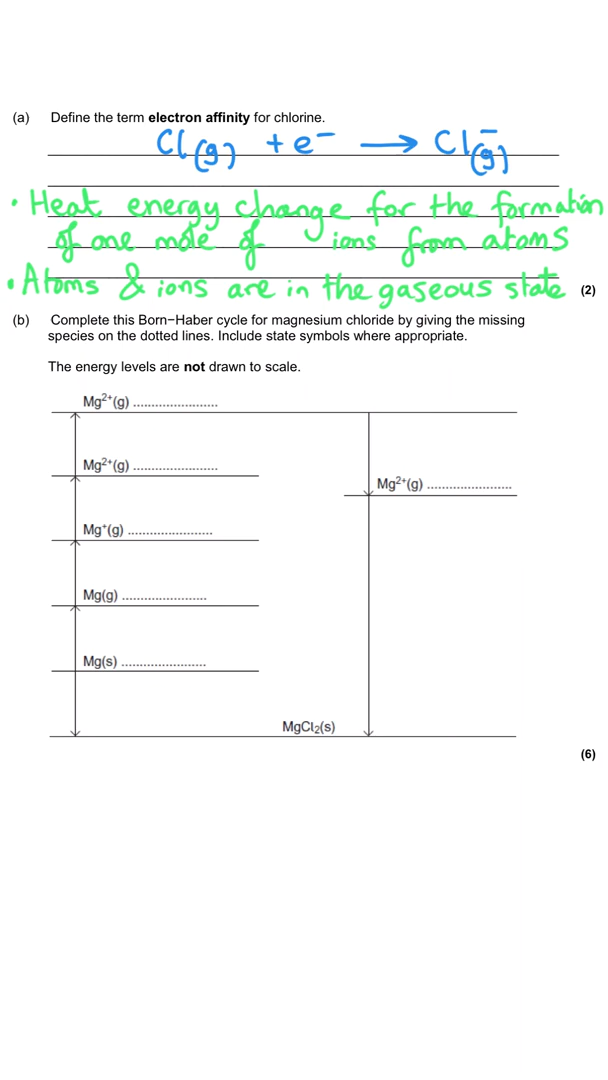 (a) Define the term electron affinity for chlorine.
Cl(g) + e⁻ ⟶ Cl⁻(g)
• Heat energy change for the formation
of one mole of ions from atoms
• Atoms & ions are in the gaseous state (2)
(b) Complete this Born−Haber cycle for magnesium chloride by giving the missing
species on the dotted lines. Include state symbols where appropriate.
The energy levels are not drawn to scale.
Mg²⁺(g) .......................
Mg²⁺(g) .......................
Mg²⁺(g) .......................
Mg⁺(g) .......................
Mg(g) .......................
Mg(s) .......................
MgCl₂(s)
(6)